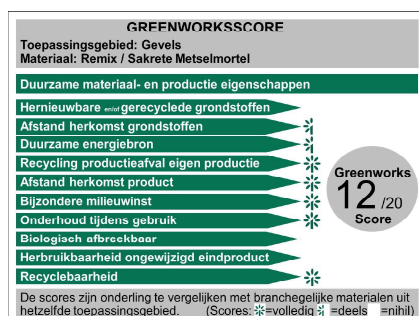 GREENWORKSSCORE
Toepassingsgebied: Gevels
Materiaal: Remix / Sakrete Metselmortel
Duurzame materiaal- en productie eigenschappen
Hernieuwbare en/of gerecyclede grondstoffen
Afstand herkomst grondstoffen
Duurzame energiebron
Recycling productieafval eigen productie
Afstand herkomst product
Bijzondere milieuwinst
Onderhoud tijdens gebruik
Biologisch afbreekbaar
Herbruikbaarheid ongewijzigd eindproduct
Recyclebaarheid
Greenworks
12 /20
Score
De scores zijn onderling te vergelijken met branchegelijke materialen uit
hetzelfde toepassingsgebied. (Scores: =volledig =deels =nihil)